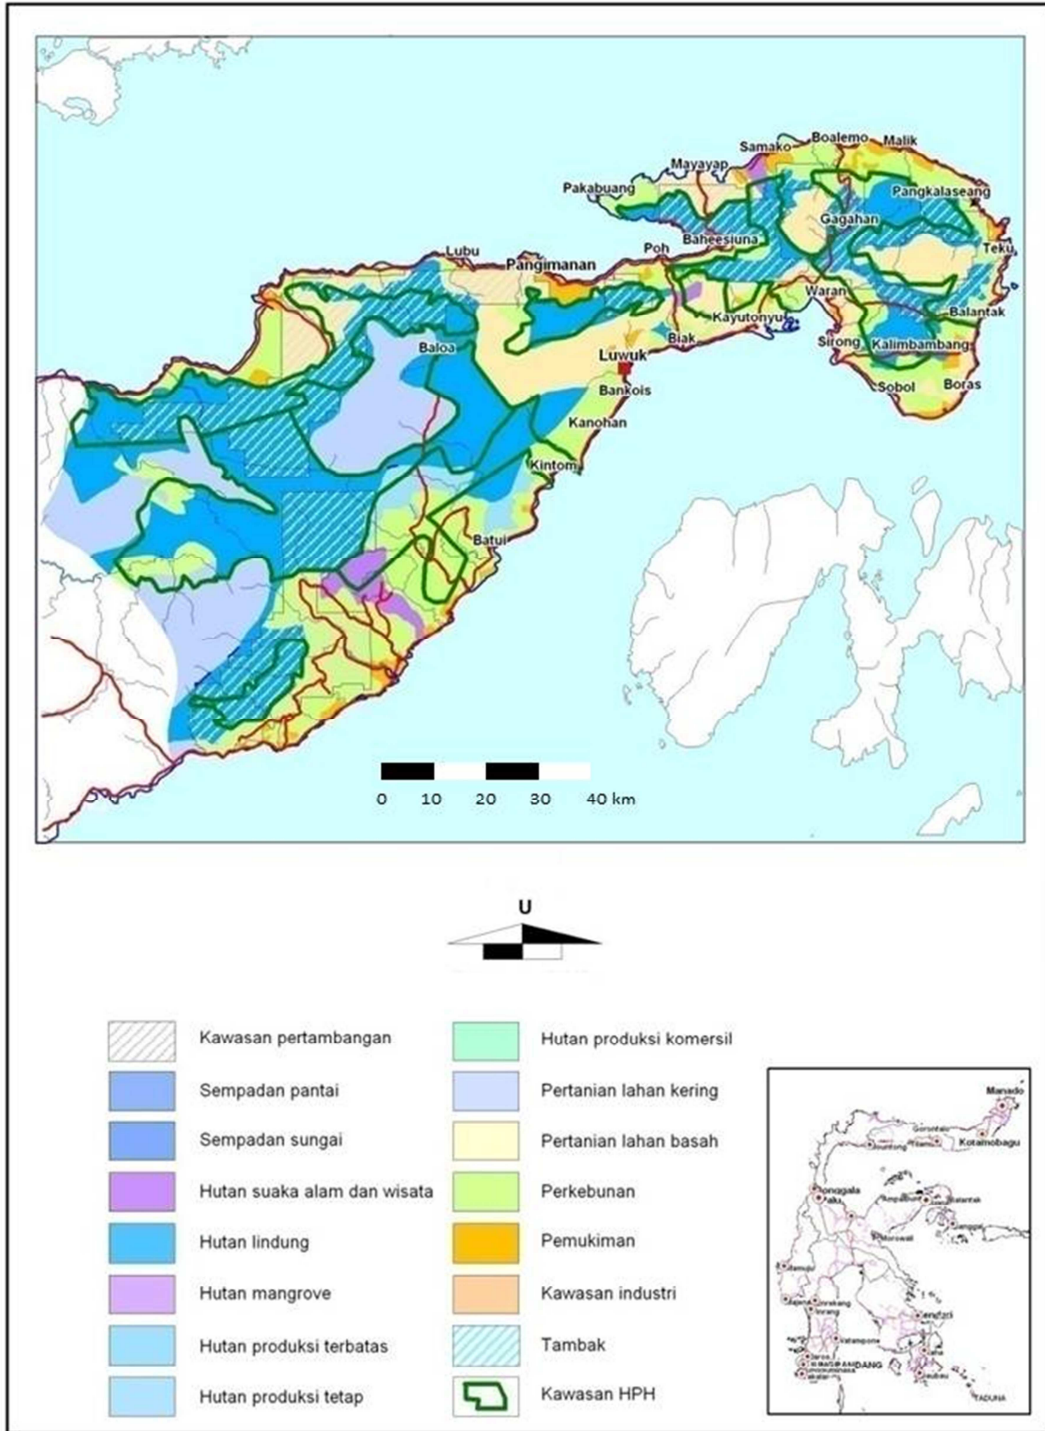 Boalemo
Malik
Samako
Mayayap
Pakabuang
Pangkalaseang
Gagahan
Baheesiuna
Teku
Lubu
Poh
Pangimanan
Waran
Balantak
Kayutonyu
Biak
Sirong
Kalimbambang
Baloa
Luwuk
Sobol
Boras
Bankois
Kanohan
Kintom
Batui
0 10 20 30 40 km
U
Kawasan pertambangan
Sempadan pantai
Sempadan sungai
Hutan suaka alam dan wisata
Hutan lindung
Hutan mangrove
Hutan produksi terbatas
Hutan produksi tetap
Hutan produksi komersil
Pertanian lahan kering
Pertanian lahan basah
Perkebunan
Pemukiman
Kawasan industri
Tambak
Kawasan HPH
Manado
Gorontalo
Kotamobagu
Morowali
Watampone